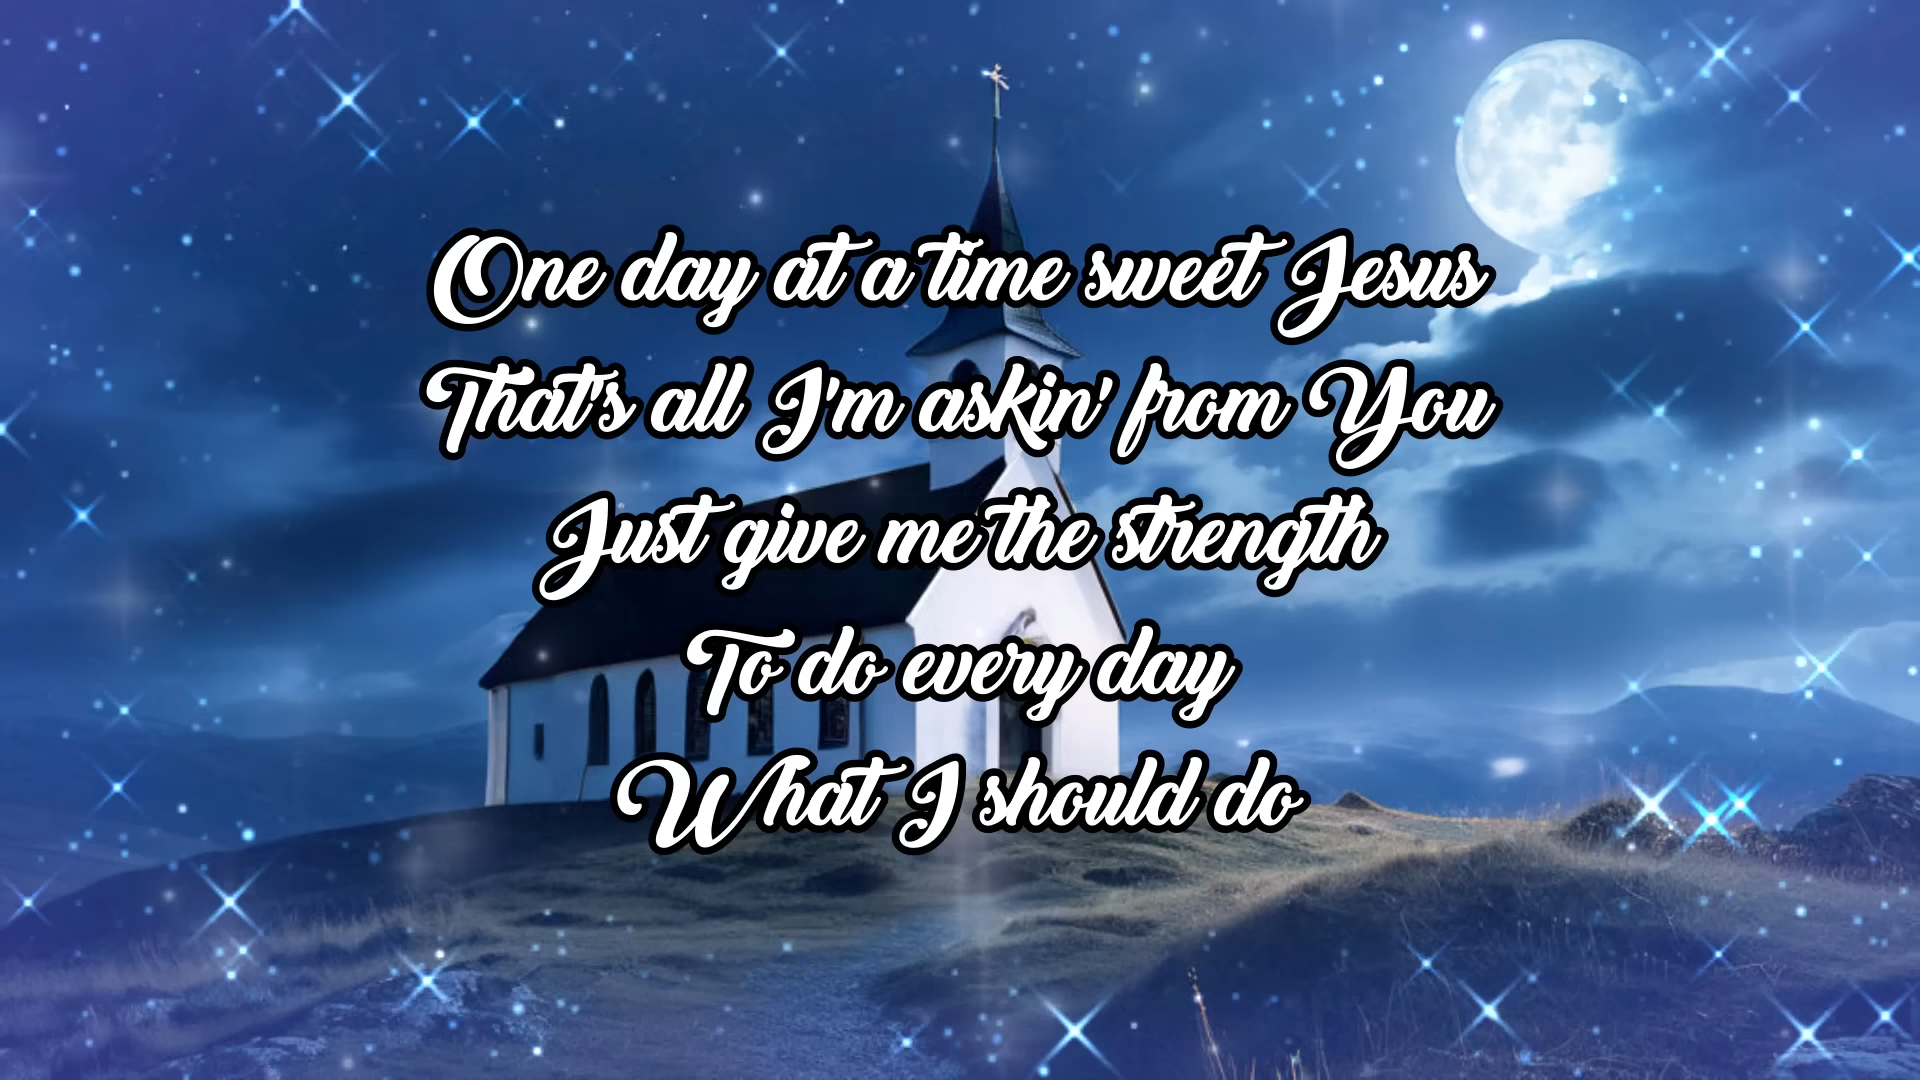 One day at a time sweet Jesus
That's all I'm askin' from You
Just give me the strength
To do every day
What I should do